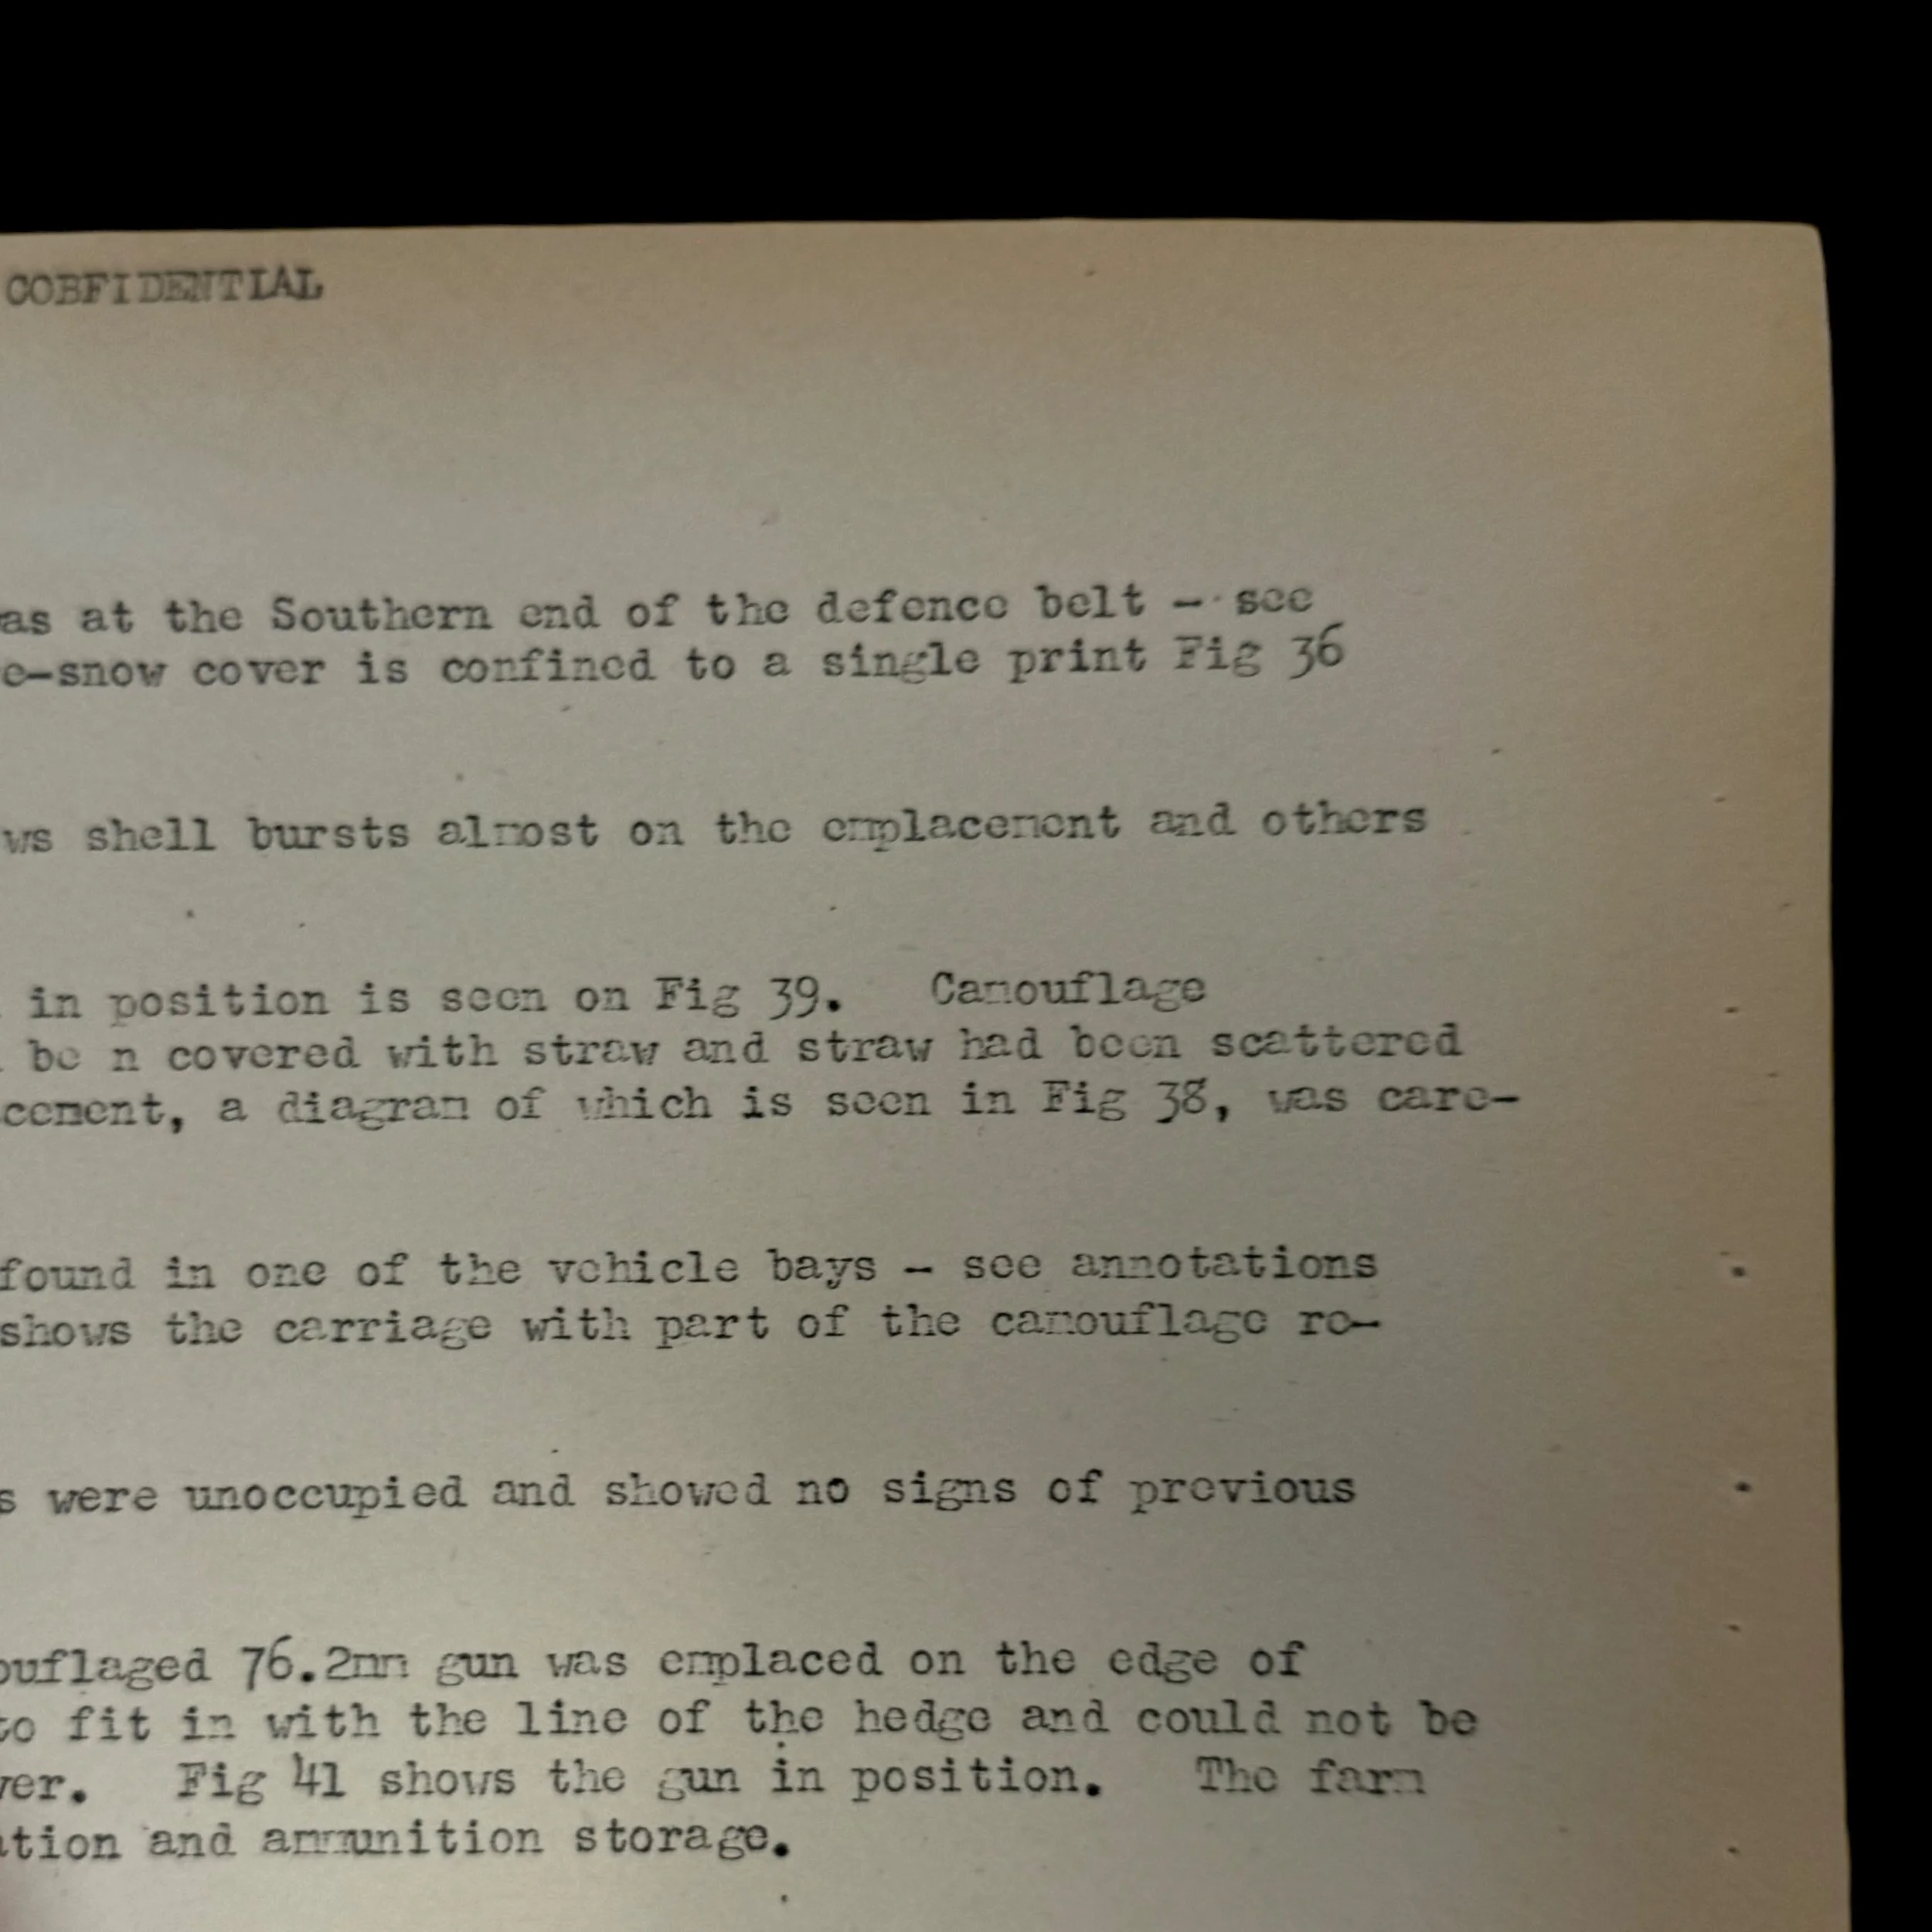 COBFIDENTIAL
as at the Southern end of the defence belt - see
e-snow cover is confined to a single print Fig 36
ws shell bursts almost on the emplacement and others
in position is seen on Fig 39. Camouflage
be n covered with straw and straw had been scattered
cement, a diagram of which is seen in Fig 38, was care-
found in one of the vehicle bays - see annotations
shows the carriage with part of the camouflage re-
s were unoccupied and showed no signs of previous
ouflaged 76.2mm gun was emplaced on the edge of
to fit in with the line of the hedge and could not be
ver. Fig 41 shows the gun in position. The farm
ation and ammunition storage.